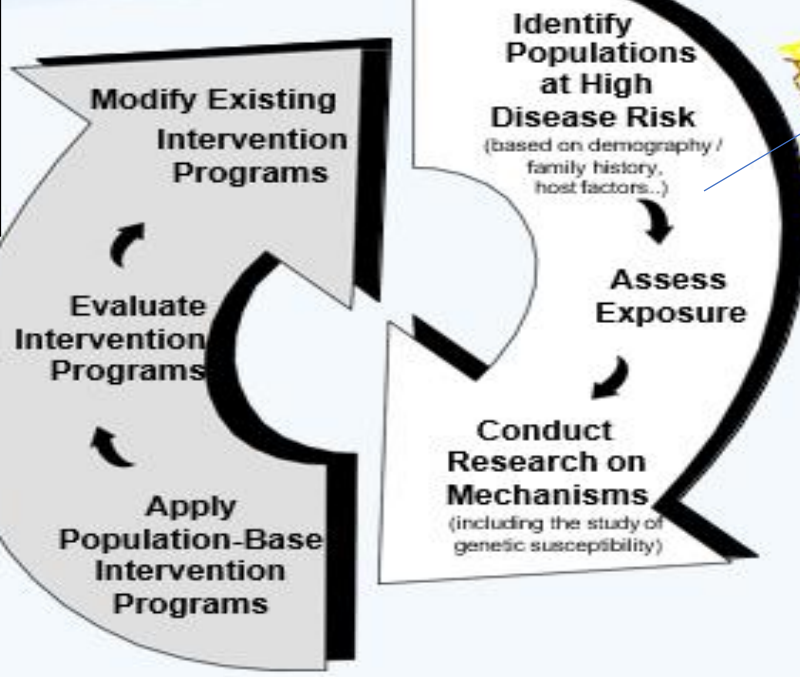 Identify
Populations
at High
Disease Risk
(based on demography /
family history,
host factors..)
Assess
Exposure
Conduct
Research on
Mechanisms
(including the study of
genetic susceptibility)
Apply
Population-Base
Intervention
Programs
Evaluate
Intervention
Programs
Modify Existing
Intervention
Programs